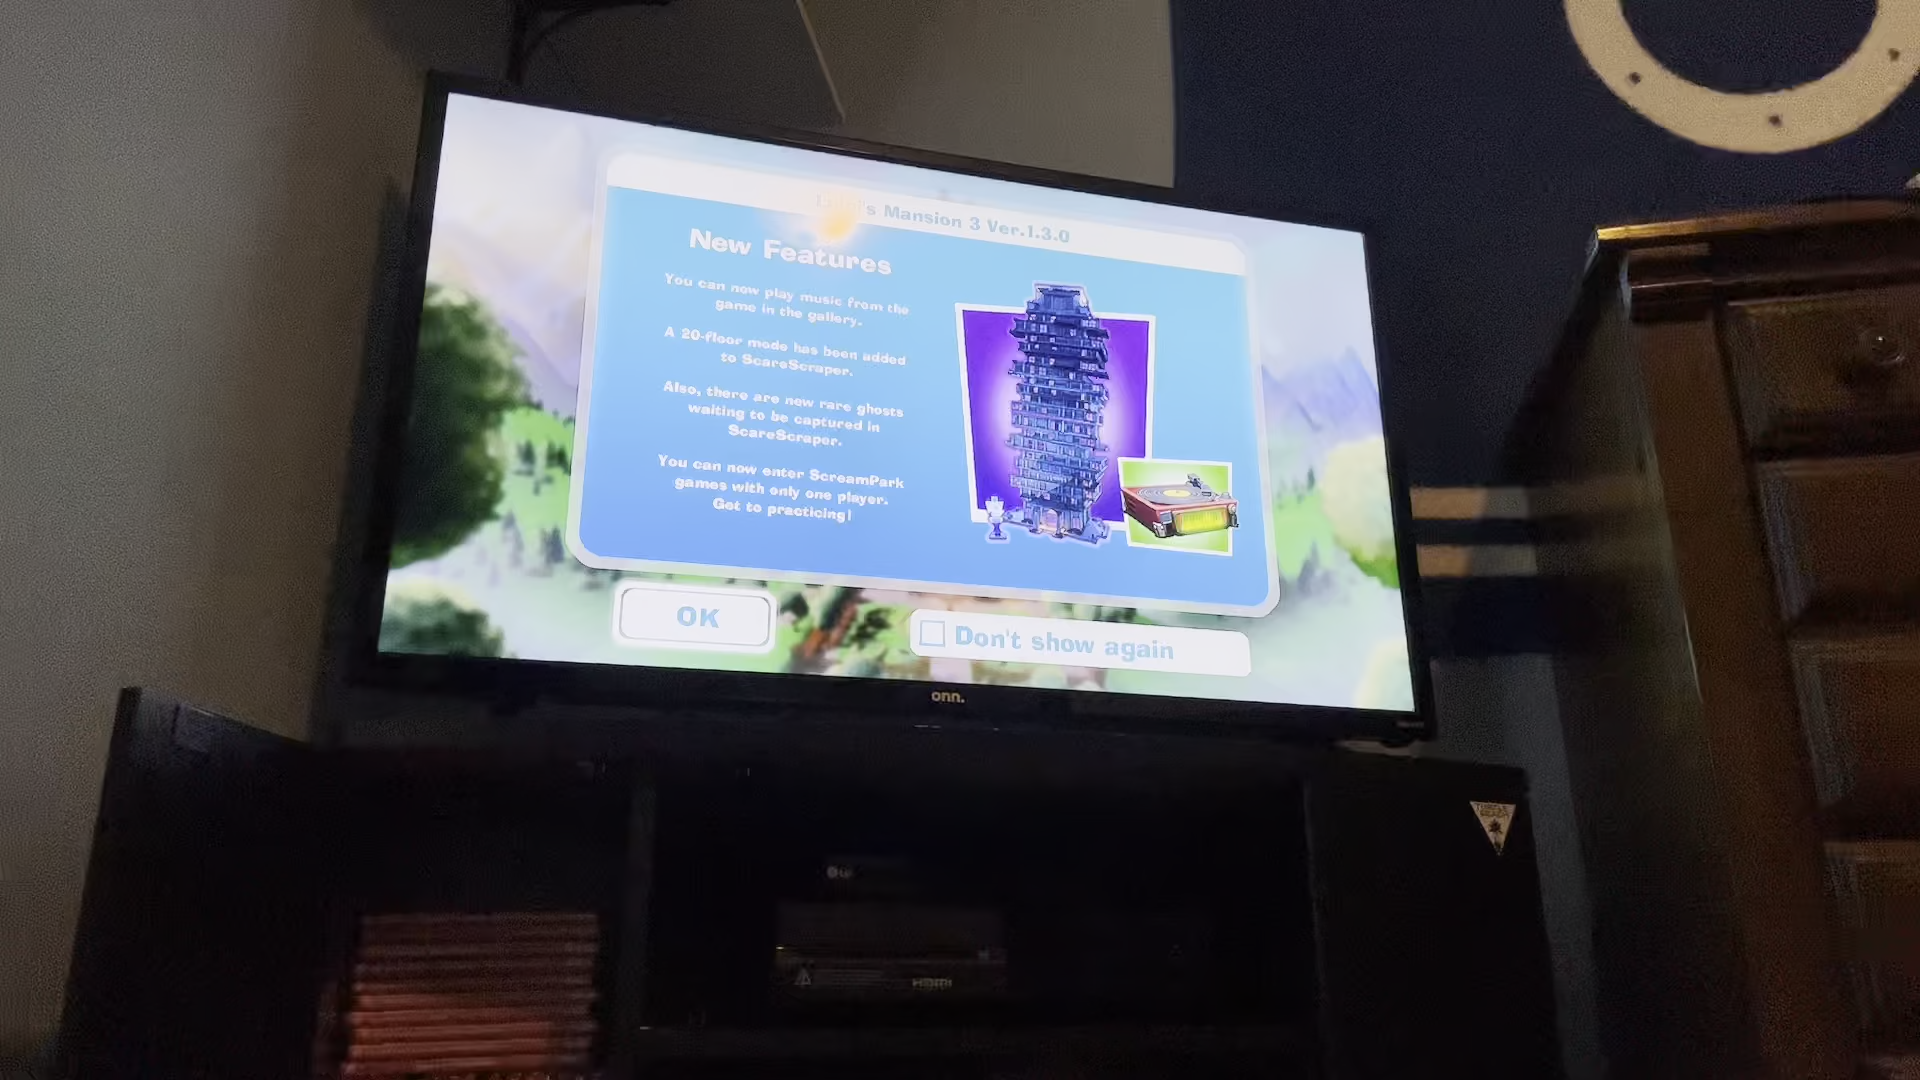 's Mansion 3 Ver.1.3.0
New Features
You can now play music from the
game in the gallery.
A 20-floor mode has been added
to ScareScraper.
Also, there are new rare ghosts
waiting to be captured in
ScareScraper.
You can now enter ScreamPark
games with only one player.
Get to practicing!
OK
Don't show again
onn.
HDMI